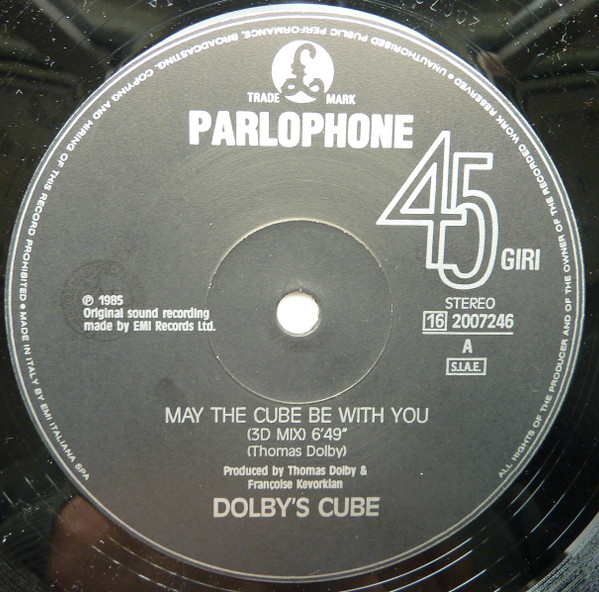 TRADE MARK
PARLOPHONE
45 GIRI
STEREO
16 2007246
A
S.I.A.E.
℗ 1985
Original sound recording
made by EMI Records Ltd.
MAY THE CUBE BE WITH YOU
(3D MIX) 6'49"
(Thomas Dolby)
Produced by Thomas Dolby &
Françoise Kevorkian
DOLBY'S CUBE
ALL RIGHTS OF THE PRODUCER AND OF THE OWNER OF THE RECORDED WORK RESERVED • UNAUTHORISED PUBLIC PERFORMANCE, BROADCASTING, COPYING AND HIRING OF THIS RECORD PROHIBITED • MADE IN ITALY BY EMI ITALIANA SPA